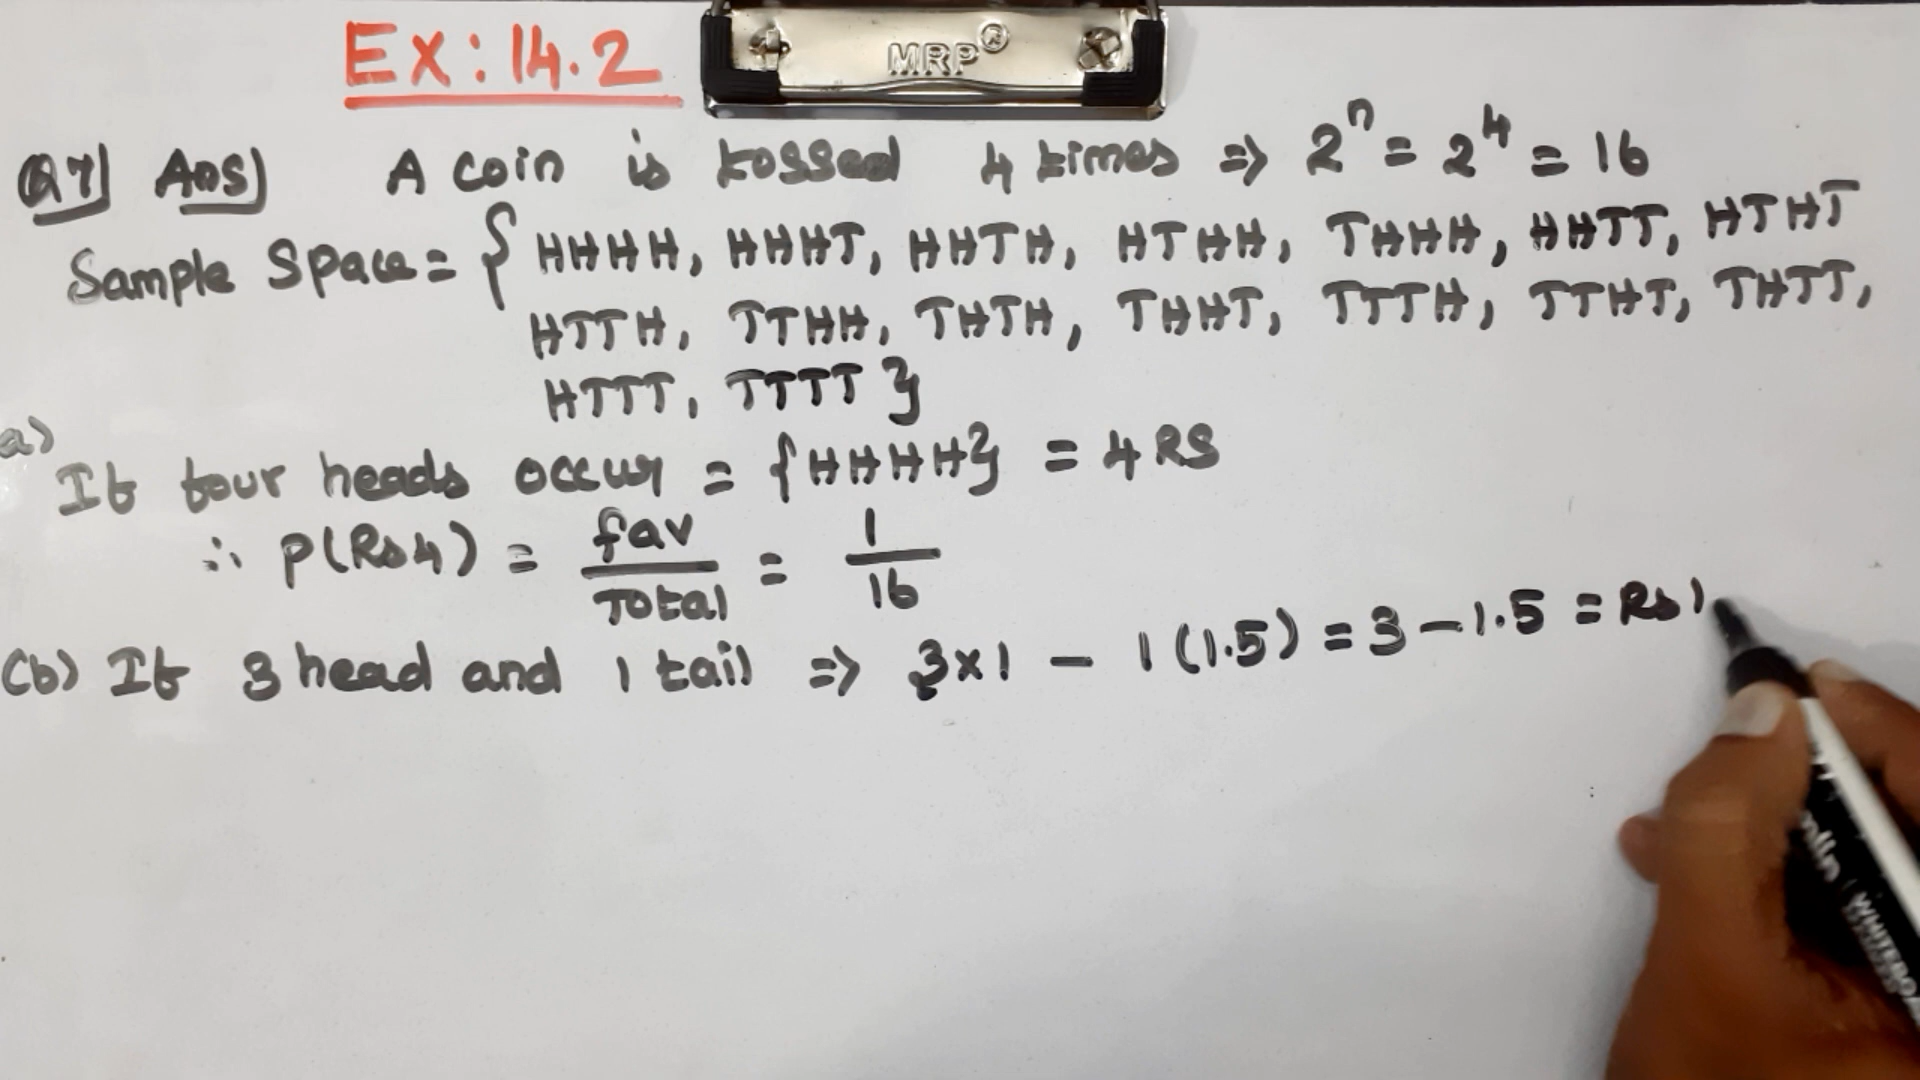 Ex: 14.2
MRP®
Q7) Ans) A coin is tossed 4 times => 2ⁿ = 2⁴ = 16
Sample Space = { HHHH, HHHT, HHTH, HTHH, THHH, HHTT, HTHT
HTTH, TTHH, THTH, THHT, TTTH, TTHT, THTT,
HTTT, TTTT }
a)
If four heads occur = {HHHH} = 4 RS
∴ P(Rs4) = fav/Total = 1/16
(b) If 3 head and 1 tail => 3x1 - 1(1.5) = 3 - 1.5 = Rs 1
WHITEBOA